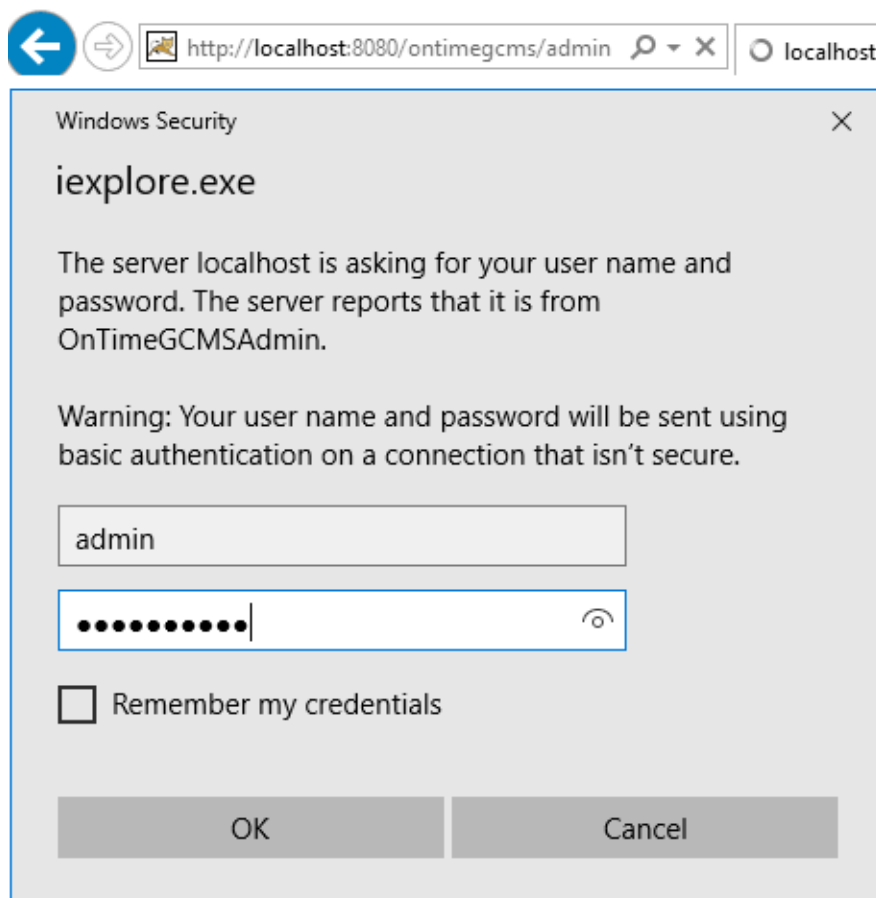 http://localhost:8080/ontimegcms/admin
localhost
Windows Security
iexplore.exe
The server localhost is asking for your user name and
password. The server reports that it is from
OnTimeGCMSAdmin.
Warning: Your user name and password will be sent using
basic authentication on a connection that isn’t secure.
admin
••••••••••
Remember my credentials
OK
Cancel